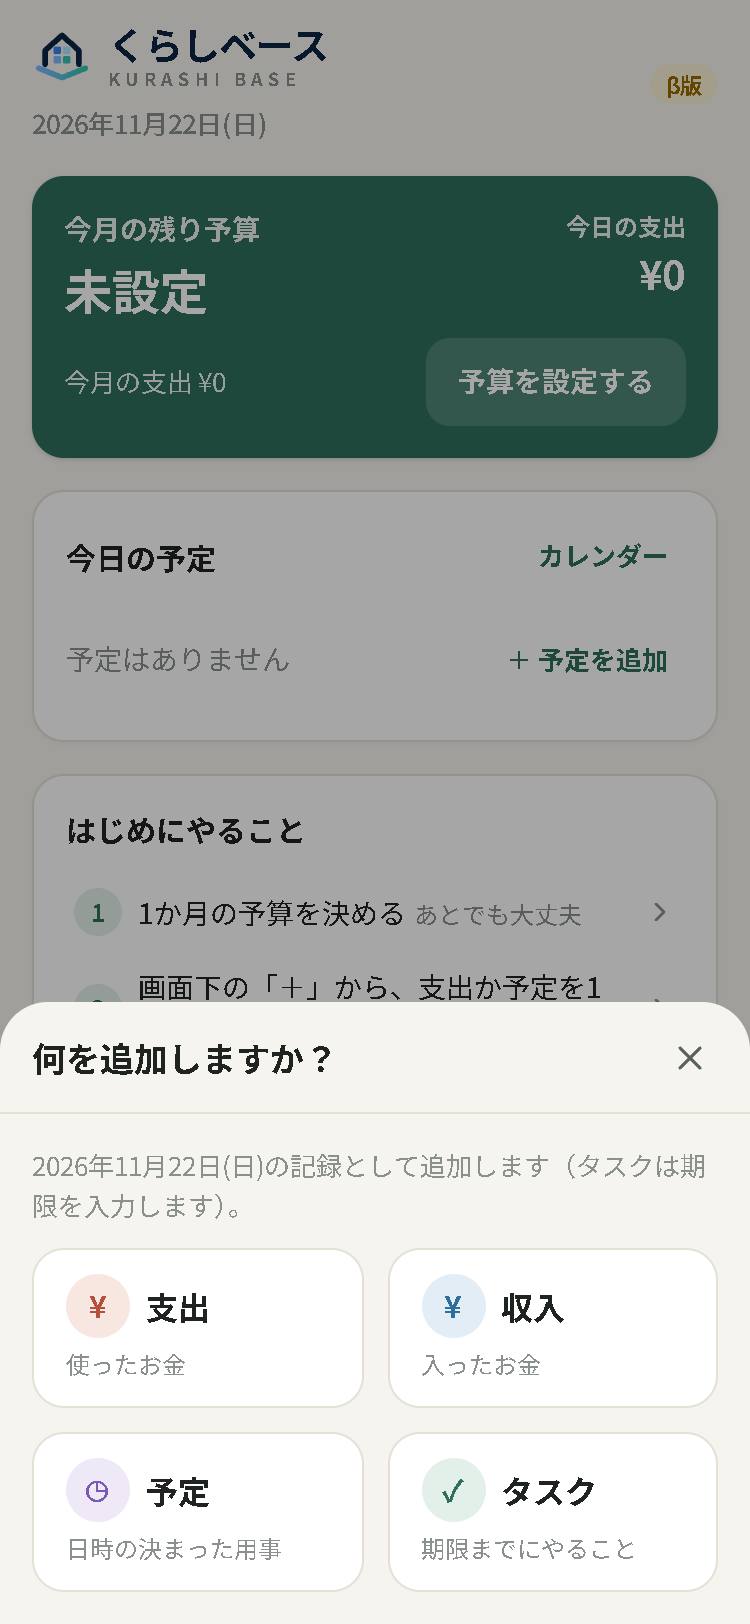 くらしベース
KURASHI BASE
β版
2026年11月22日(日)
今月の残り予算
未設定
今日の支出
¥0
今月の支出 ¥0
予算を設定する
今日の予定
カレンダー
予定はありません
＋ 予定を追加
はじめにやること
1 1か月の予算を決める あとでも大丈夫
画面下の「＋」から、支出か予定を1
何を追加しますか？
2026年11月22日(日)の記録として追加します（タスクは期
限を入力します）。
¥ 支出
使ったお金
¥ 収入
入ったお金
予定
日時の決まった用事
✓ タスク
期限までにやること